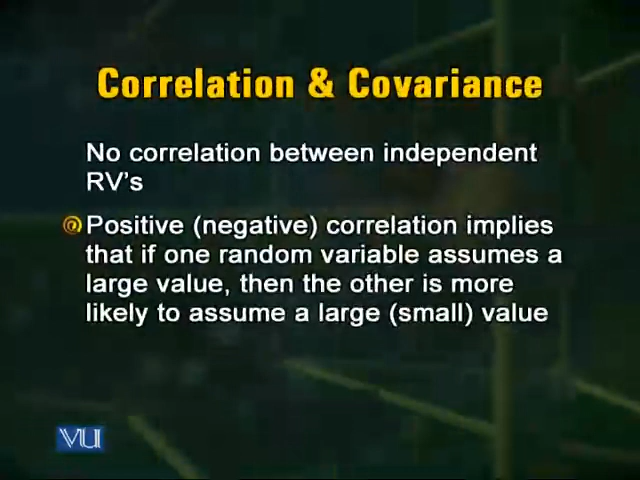 Correlation & Covariance
No correlation between independent
RV's
Positive (negative) correlation implies
that if one random variable assumes a
large value, then the other is more
likely to assume a large (small) value
VU